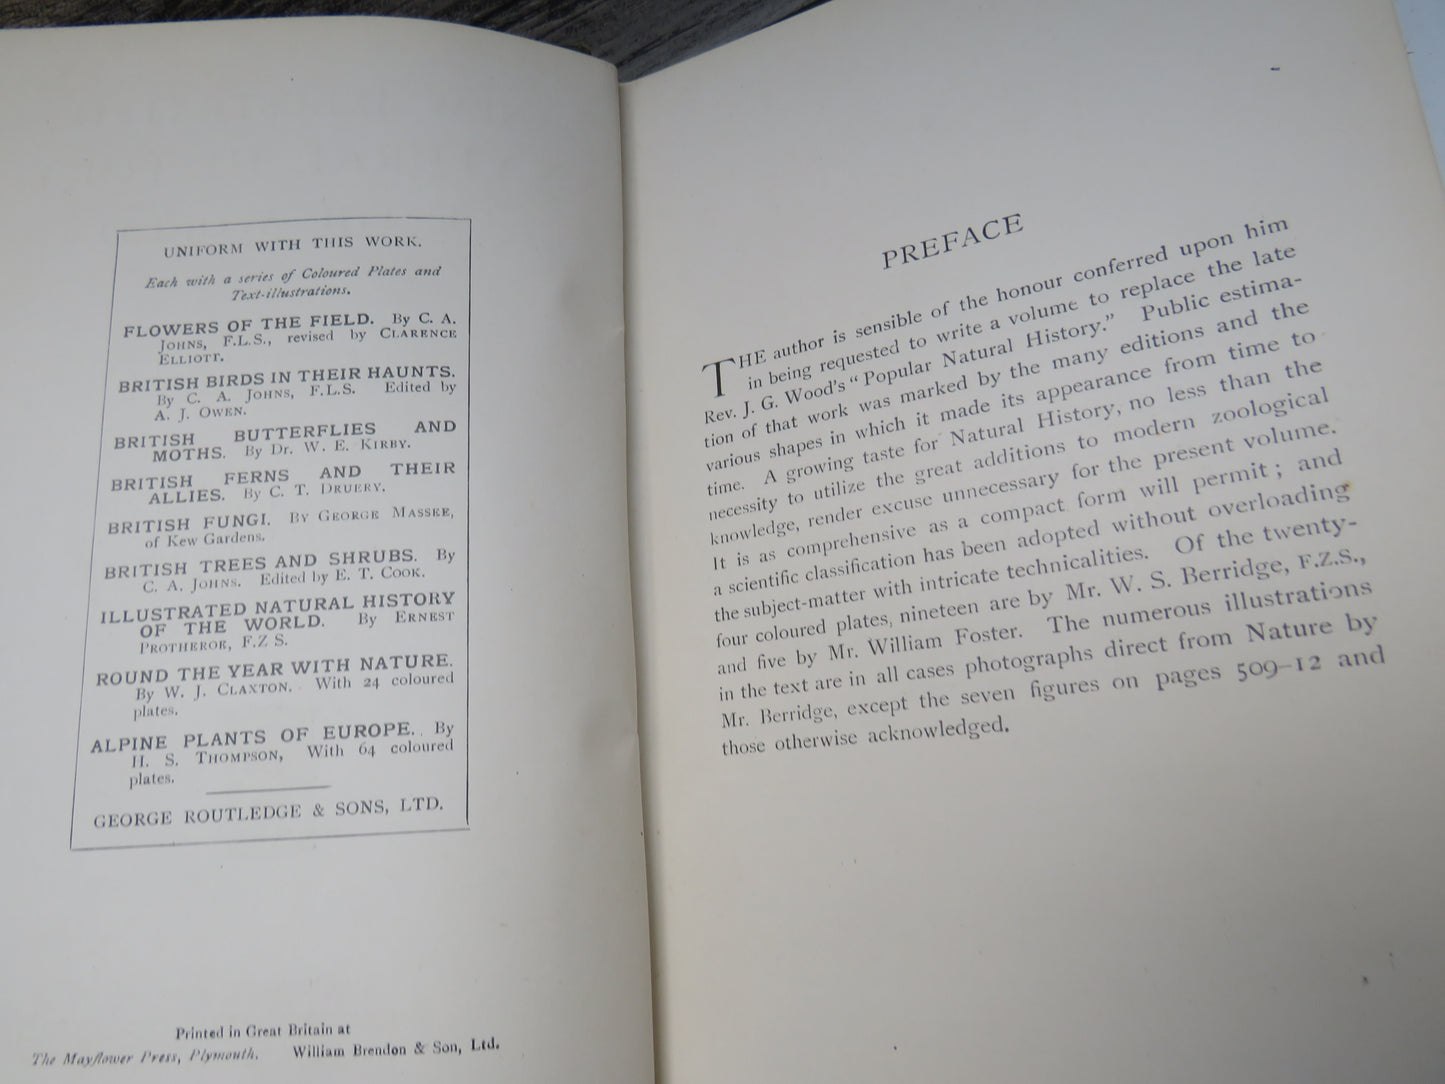 UNIFORM WITH THIS WORK.
Each with a series of Coloured Plates and
Text-illustrations.
FLOWERS OF THE FIELD. By C. A.
JOHNS, F.L.S., revised by CLARENCE
ELLIOTT.
BRITISH BIRDS IN THEIR HAUNTS.
By C. A. JOHNS, F.L.S. Edited by
A. J. OWEN.
BRITISH BUTTERFLIES AND
MOTHS. By Dr. W. E. KIRBY.
BRITISH FERNS AND THEIR
ALLIES. By C. T. DRUERY.
BRITISH FUNGI. By GEORGE MASSEE,
of Kew Gardens.
BRITISH TREES AND SHRUBS. By
C. A. JOHNS. Edited by E. T. COOK.
ILLUSTRATED NATURAL HISTORY
OF THE WORLD. By ERNEST
PROTHEROE, F.Z S.
ROUND THE YEAR WITH NATURE.
By W. J. CLAXTON. With 24 coloured
plates.
ALPINE PLANTS OF EUROPE. By
H. S. THOMPSON, With 64 coloured
plates.
GEORGE ROUTLEDGE & SONS, LTD.
Printed in Great Britain at
The Mayflower Press, Plymouth. William Brendon & Son, Ltd.
PREFACE
THE author is sensible of the honour conferred upon him
in being requested to write a volume to replace the late
Rev. J. G. Wood's "Popular Natural History." Public estima-
tion of that work was marked by the many editions and the
various shapes in which it made its appearance from time to
time. A growing taste for Natural History, no less than the
necessity to utilize the great additions to modern zoological
knowledge, render excuse unnecessary for the present volume.
It is as comprehensive as a compact form will permit; and
a scientific classification has been adopted without overloading
the subject-matter with intricate technicalities. Of the twenty-
four coloured plates, nineteen are by Mr. W. S. Berridge, F.Z.S.,
and five by Mr. William Foster. The numerous illustrations
in the text are in all cases photographs direct from Nature by
Mr. Berridge, except the seven figures on pages 509-12 and
those otherwise acknowledged.